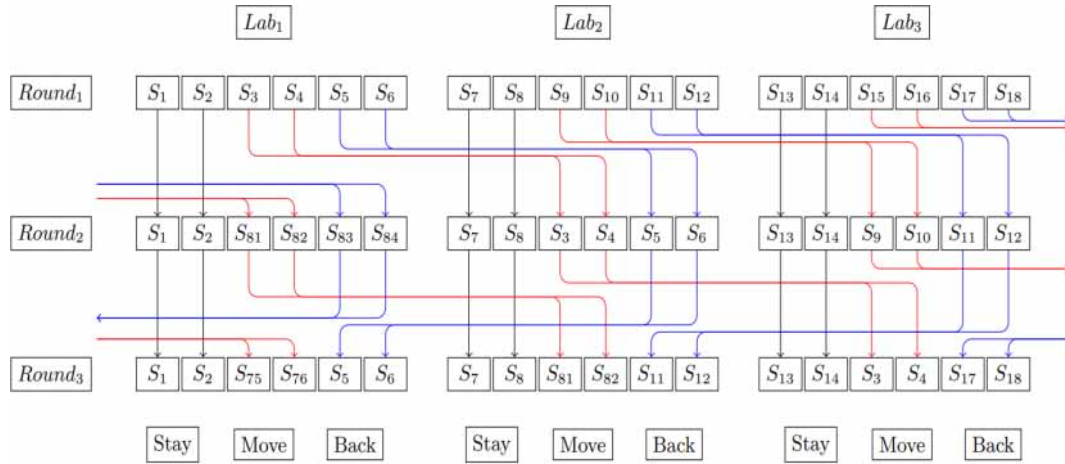 Lab₁ Lab₂ Lab₃
Round₁ S₁ S₂ S₃ S₄ S₅ S₆ S₇ S₈ S₉ S₁₀ S₁₁ S₁₂ S₁₃ S₁₄ S₁₅ S₁₆ S₁₇ S₁₈
Round₂ S₁ S₂ S₈₁ S₈₂ S₈₃ S₈₄ S₇ S₈ S₃ S₄ S₅ S₆ S₁₃ S₁₄ S₉ S₁₀ S₁₁ S₁₂
Round₃ S₁ S₂ S₇₅ S₇₆ S₅ S₆ S₇ S₈ S₈₁ S₈₂ S₁₁ S₁₂ S₁₃ S₁₄ S₃ S₄ S₁₇ S₁₈
Stay Move Back Stay Move Back Stay Move Back